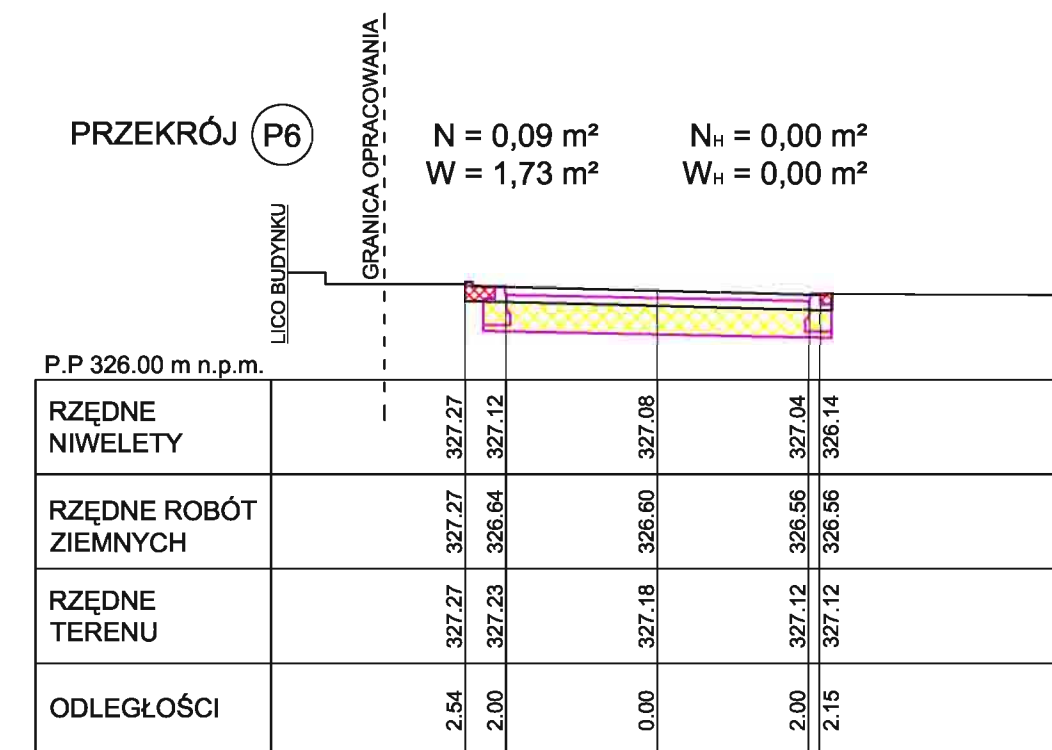 PRZEKRÓJ P6
GRANICA OPRACOWANIA
LICO BUDYNKU
N = 0,09 m² Nн = 0,00 m²
W = 1,73 m² Wн = 0,00 m²
P.P 326.00 m n.p.m.
RZĘDNE
NIWELETY
327.27 327.12 327.08 327.04 326.14
RZĘDNE ROBÓT
ZIEMNYCH
327.27 326.64 326.60 326.56 326.56
RZĘDNE
TERENU
327.27 327.23 327.18 327.12 327.12
ODLEGŁOŚCI
2.54 2.00 0.00 2.00 2.15